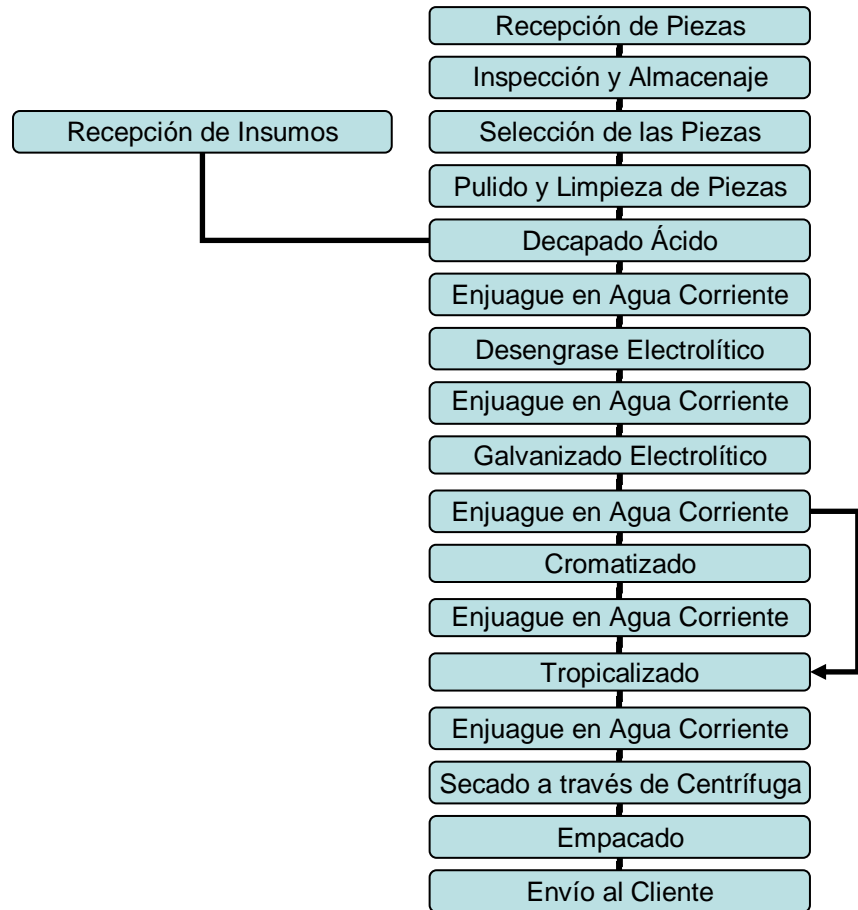 Recepción de Piezas
Inspección y Almacenaje
Recepción de Insumos
Selección de las Piezas
Pulido y Limpieza de Piezas
Decapado Ácido
Enjuague en Agua Corriente
Desengrase Electrolítico
Enjuague en Agua Corriente
Galvanizado Electrolítico
Enjuague en Agua Corriente
Cromatizado
Enjuague en Agua Corriente
Tropicalizado
Enjuague en Agua Corriente
Secado a través de Centrífuga
Empacado
Envío al Cliente